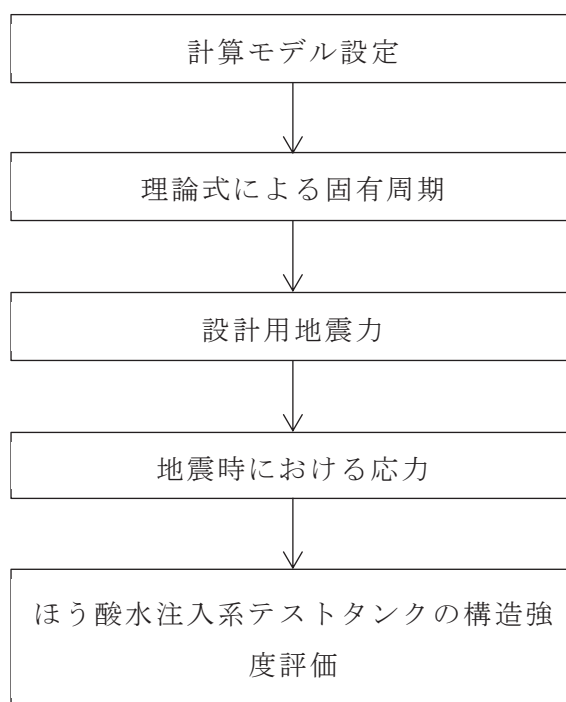 計算モデル設定
理論式による固有周期
設計用地震力
地震時における応力
ほう酸水注入系テストタンクの構造強
度評価